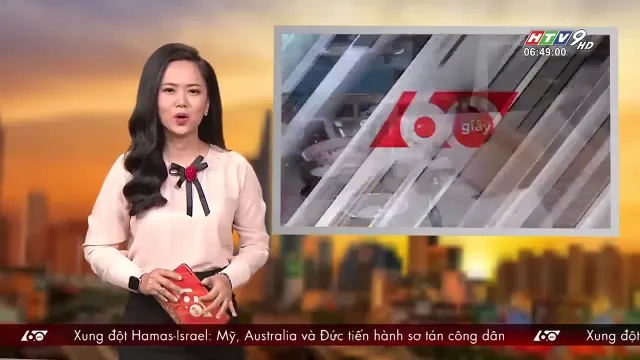 HTV9 HD
06:49:00
60
giây
60 Xung đột Hamas-Israel: Mỹ, Australia và Đức tiến hành sơ tán công dân 60 Xung đột